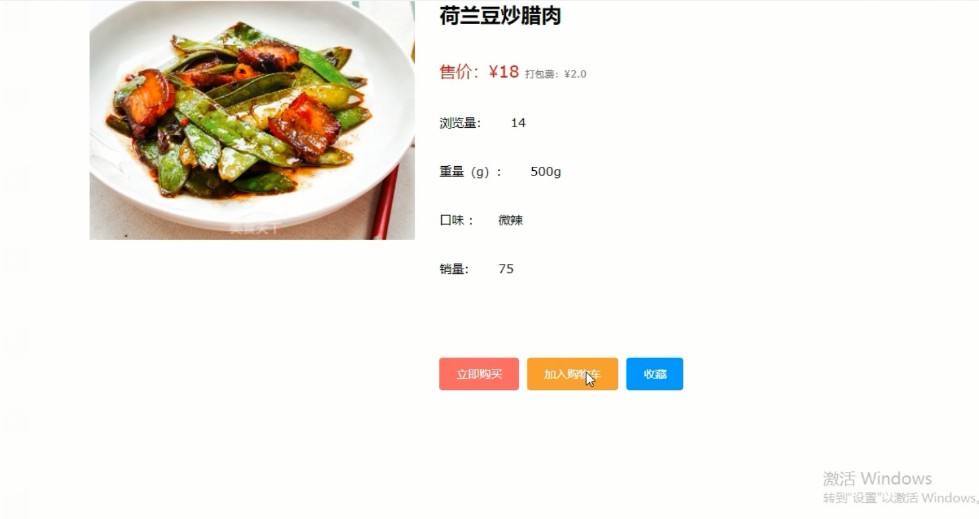 荷兰豆炒腊肉
售价：¥18 打包费：¥2.0
浏览量： 14
重量（g）： 500g
口味： 微辣
销量： 75
立即购买 加入购物车 收藏
美食天下
激活 Windows
转到"设置"以激活 Windows。